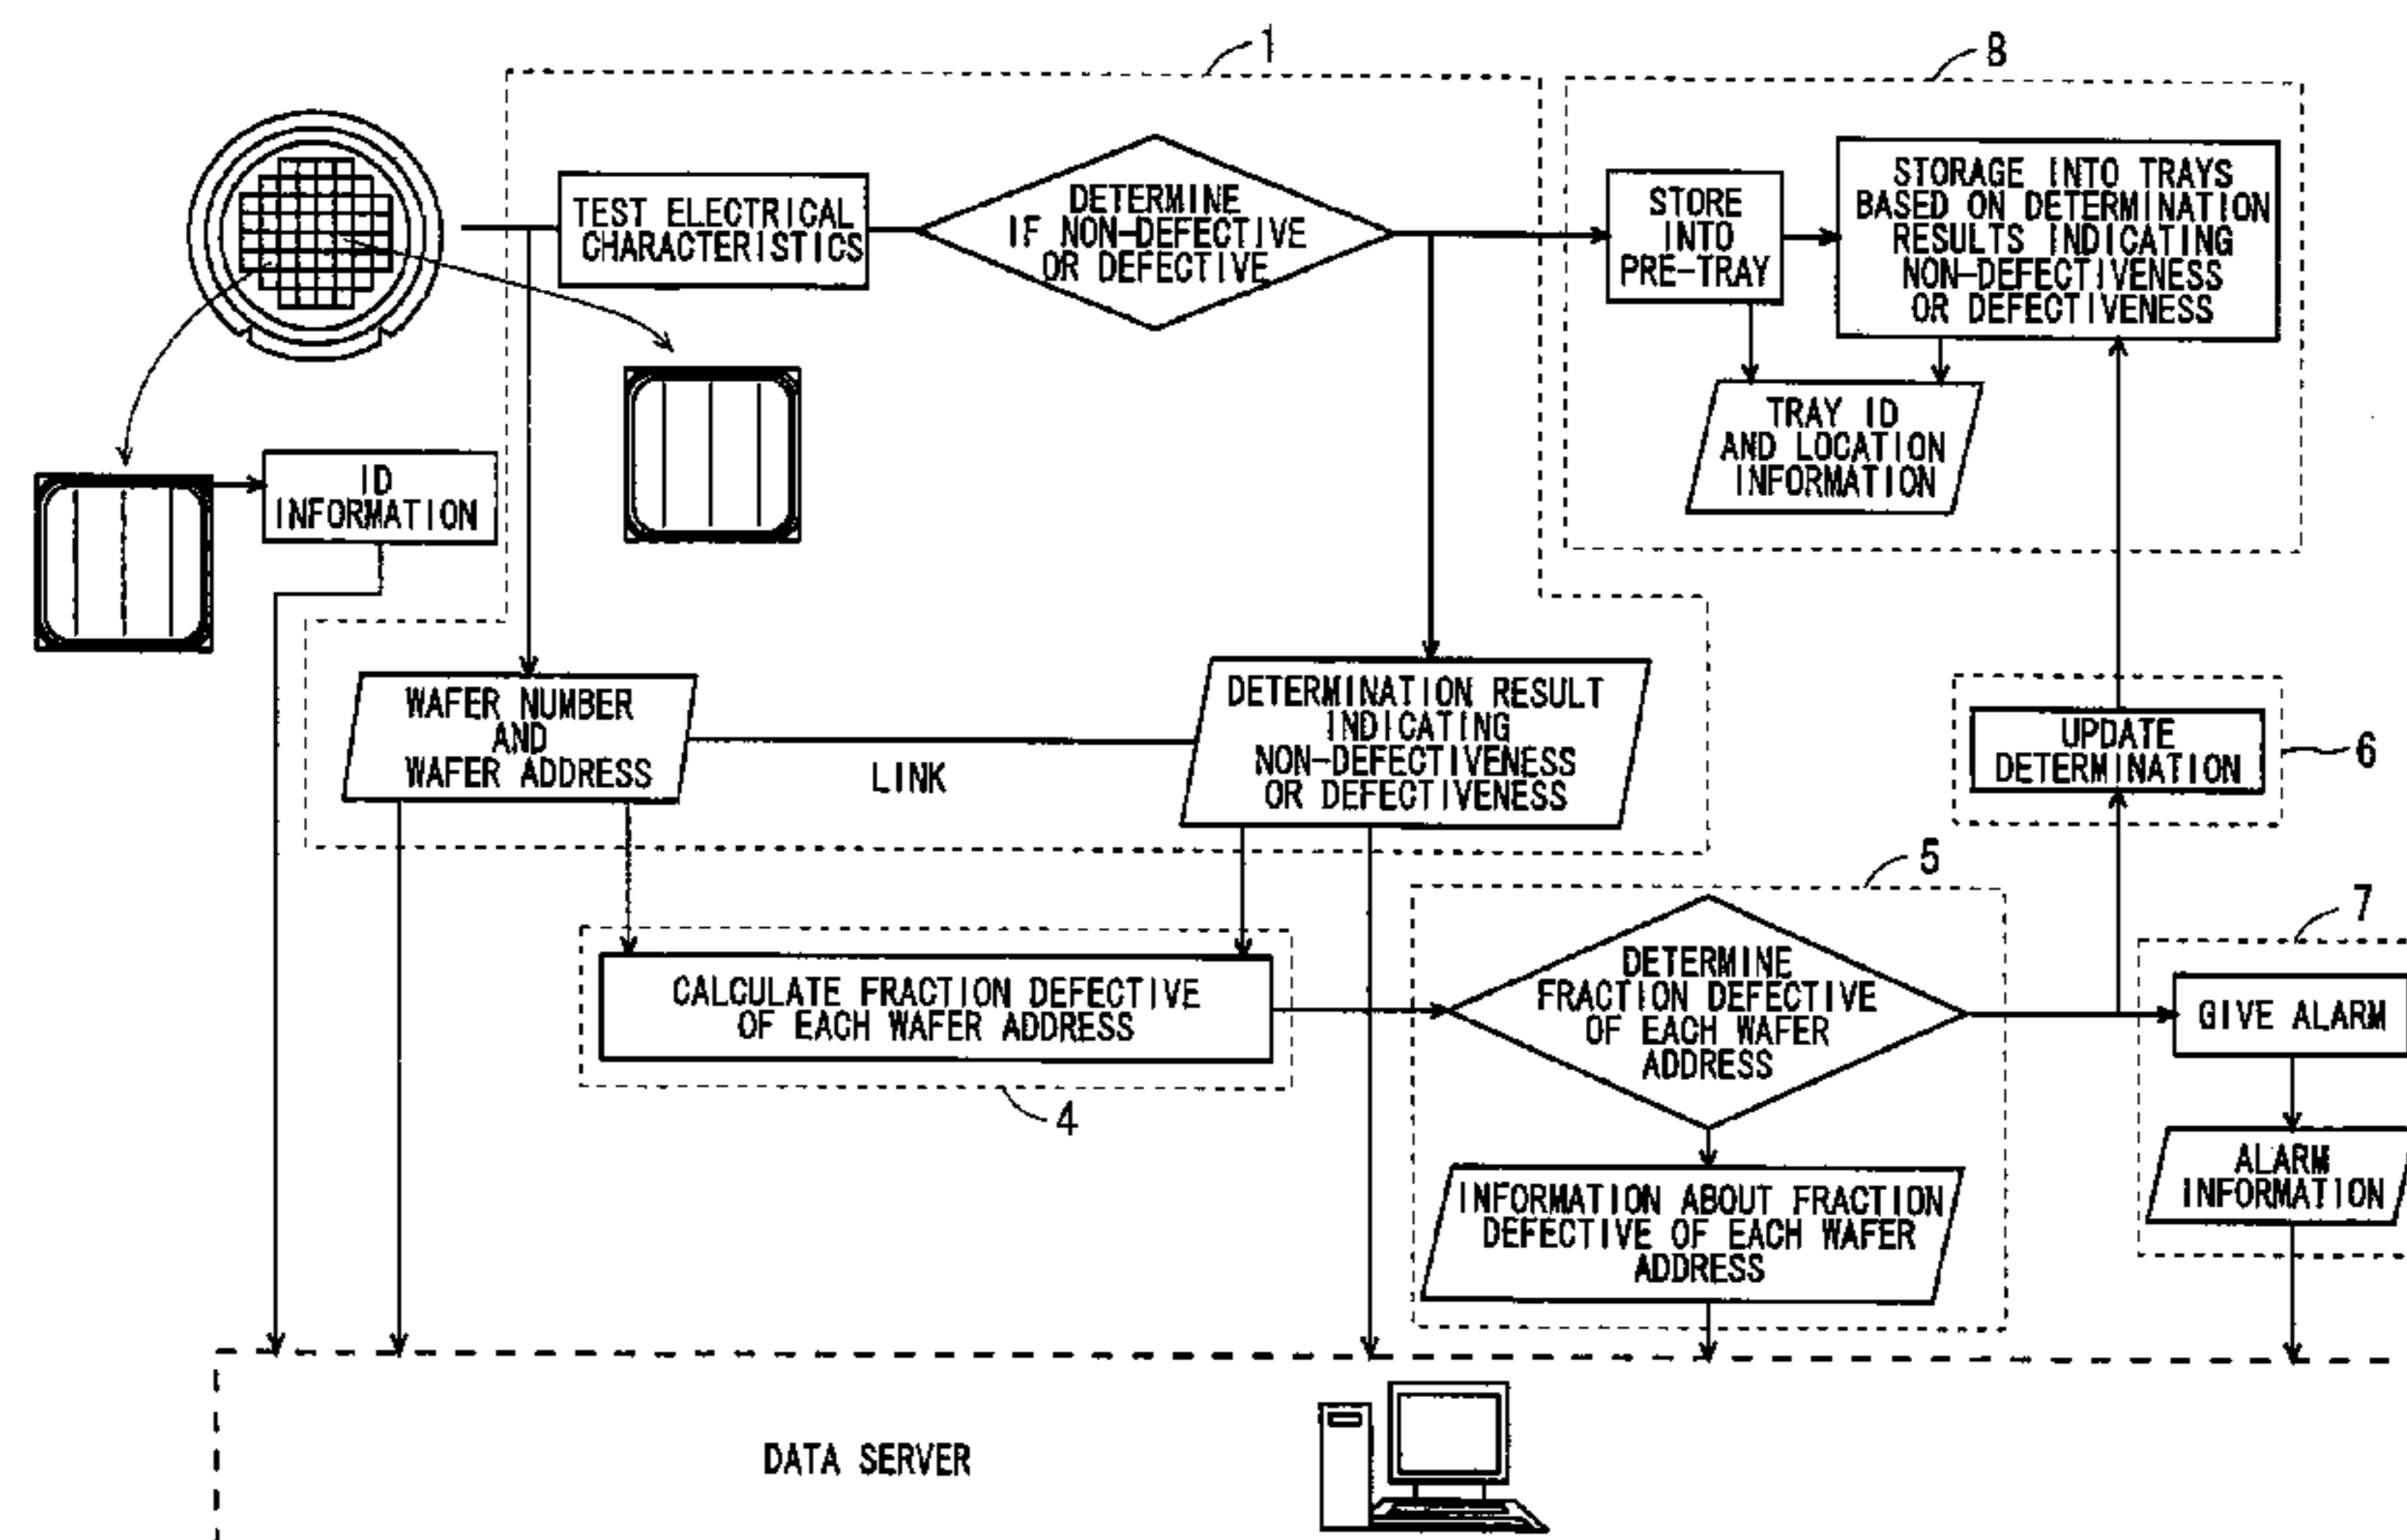 1
8
TEST ELECTRICAL
CHARACTERISTICS
DETERMINE
IF NON-DEFECTIVE
OR DEFECTIVE
STORE
INTO
PRE-TRAY
STORAGE INTO TRAYS
BASED ON DETERMINATION
RESULTS INDICATING
NON-DEFECTIVENESS
OR DEFECTIVENESS
TRAY ID
AND LOCATION
INFORMATION
ID
INFORMATION
WAFER NUMBER
AND
WAFER ADDRESS
LINK
DETERMINATION RESULT
INDICATING
NON-DEFECTIVENESS
OR DEFECTIVENESS
UPDATE
DETERMINATION
6
5
7
CALCULATE FRACTION DEFECTIVE
OF EACH WAFER ADDRESS
4
DETERMINE
FRACTION DEFECTIVE
OF EACH WAFER
ADDRESS
GIVE ALARM
ALARM
INFORMATION
INFORMATION ABOUT FRACTION
DEFECTIVE OF EACH WAFER
ADDRESS
DATA SERVER